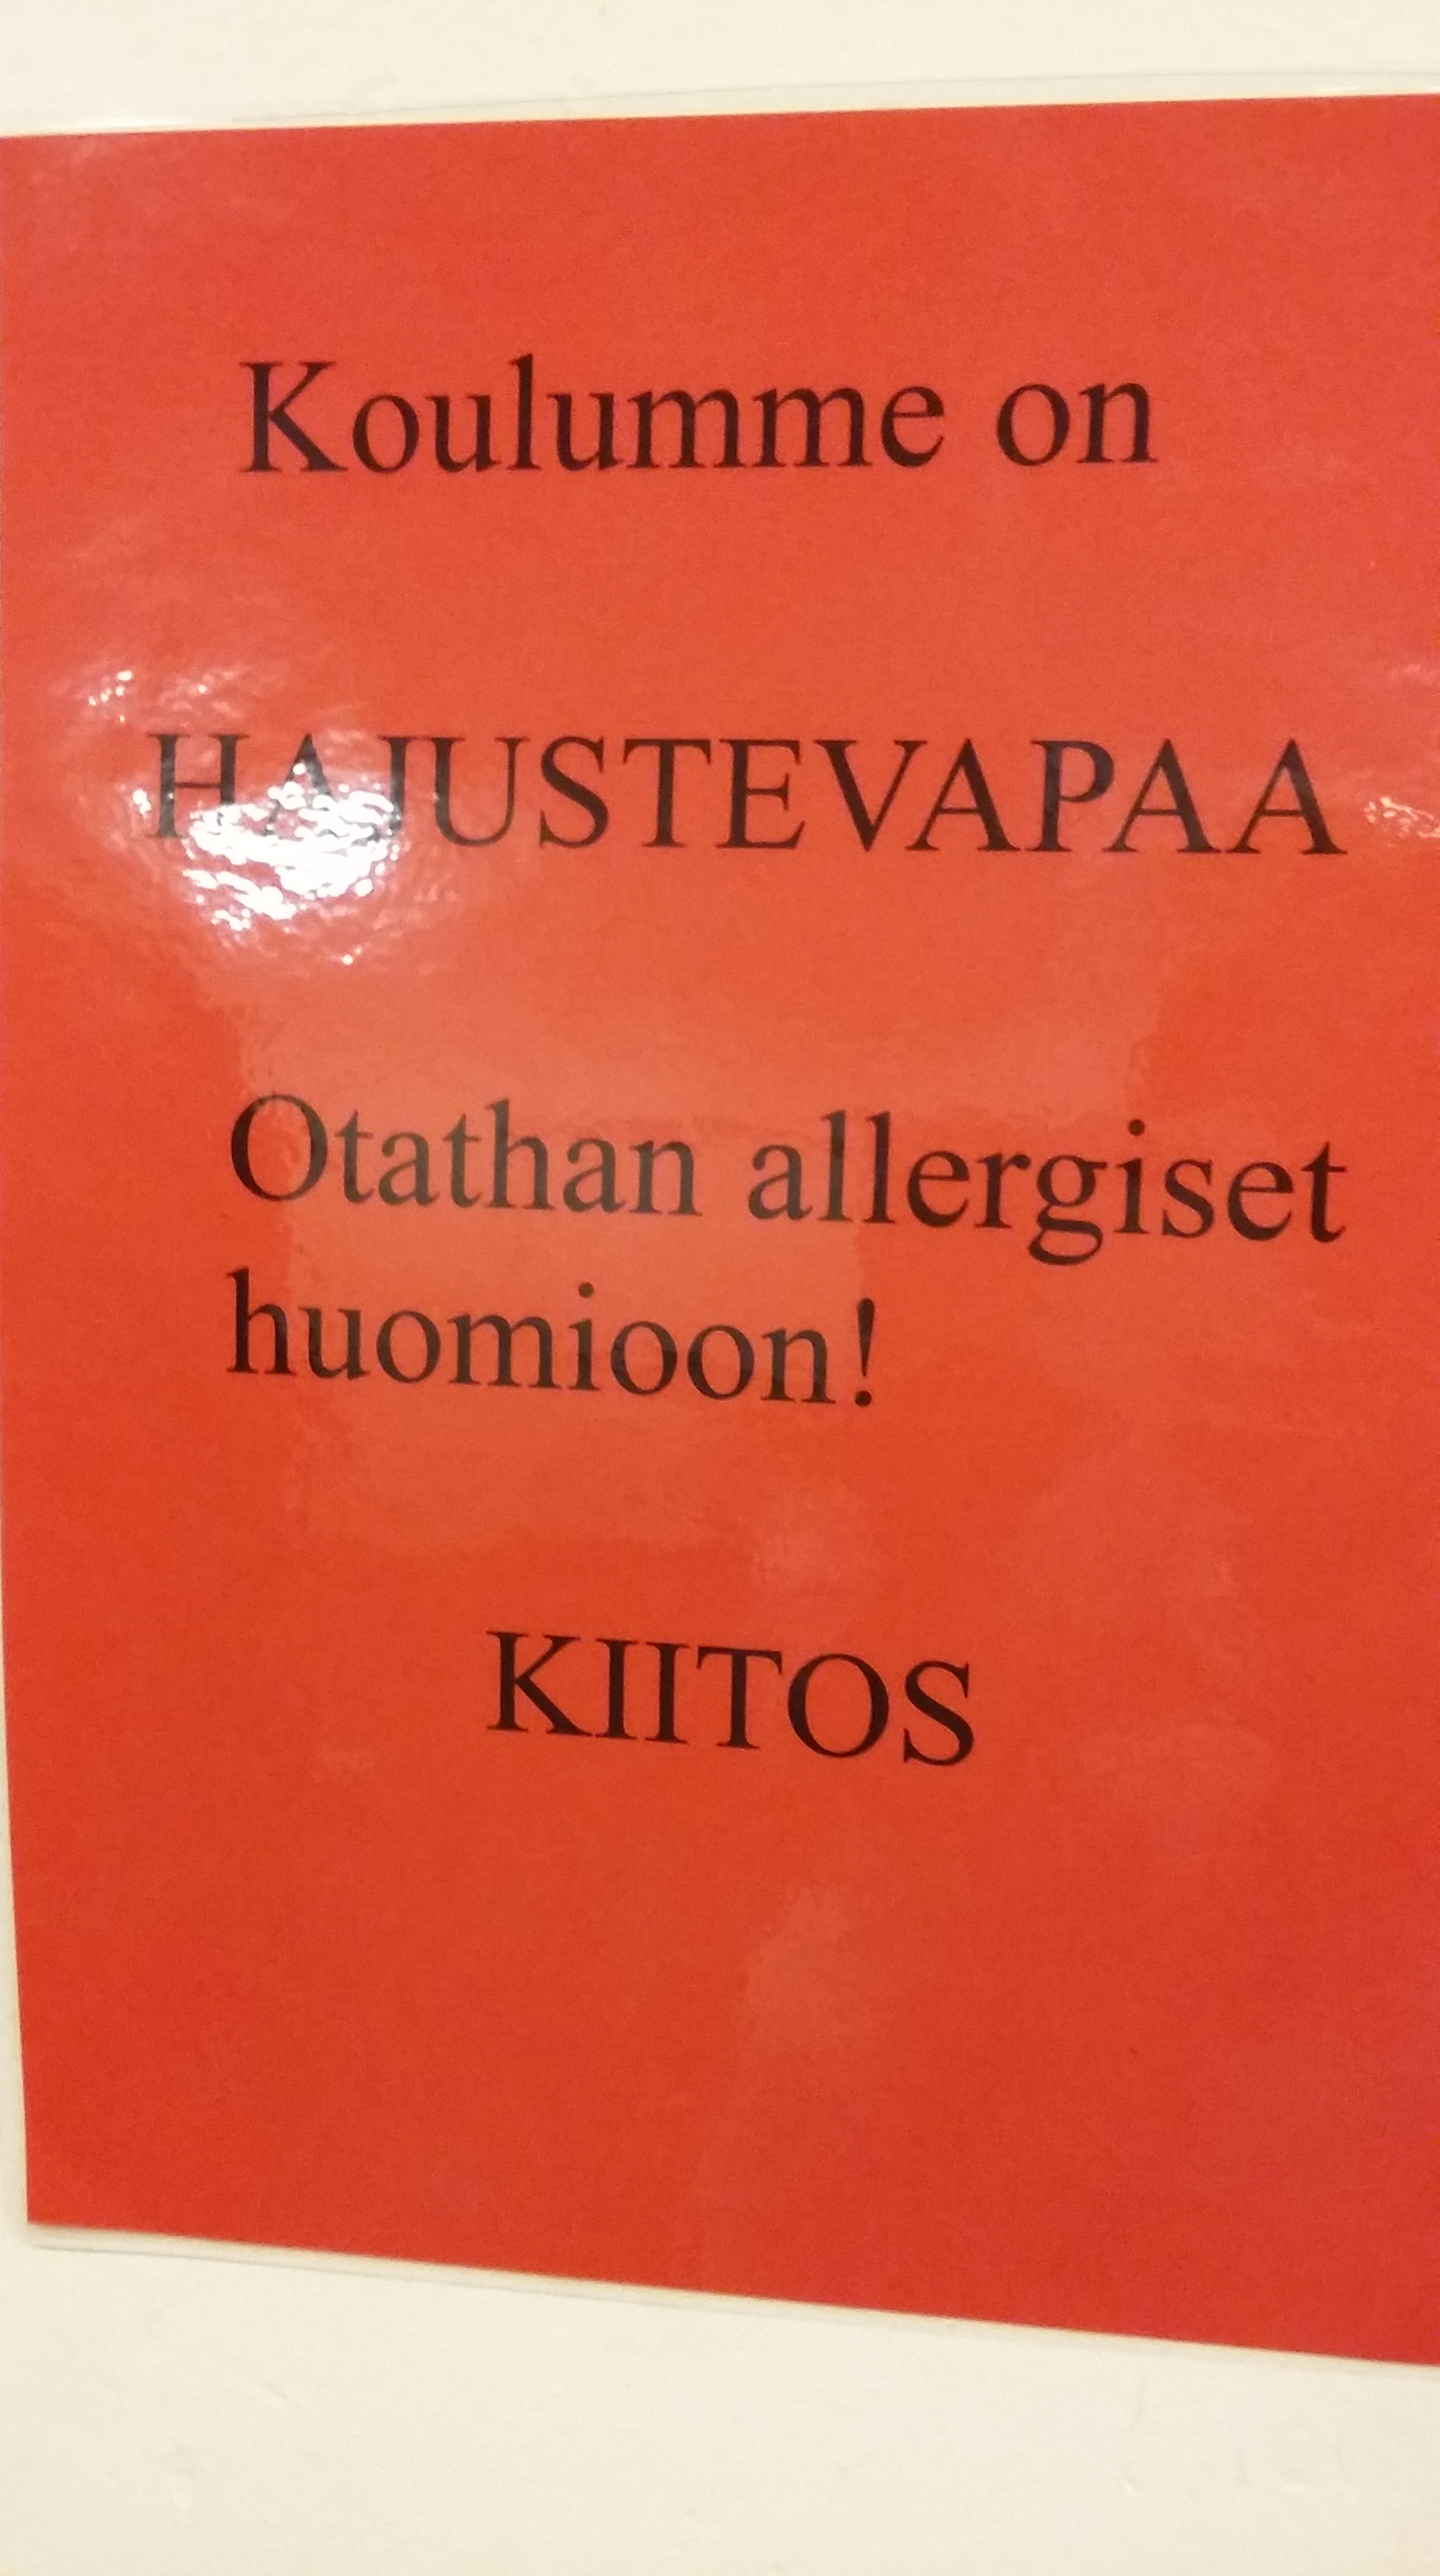 Koulumme on
HAJUSTEVAPAA
Otathan allergiset
huomioon!
KIITOS